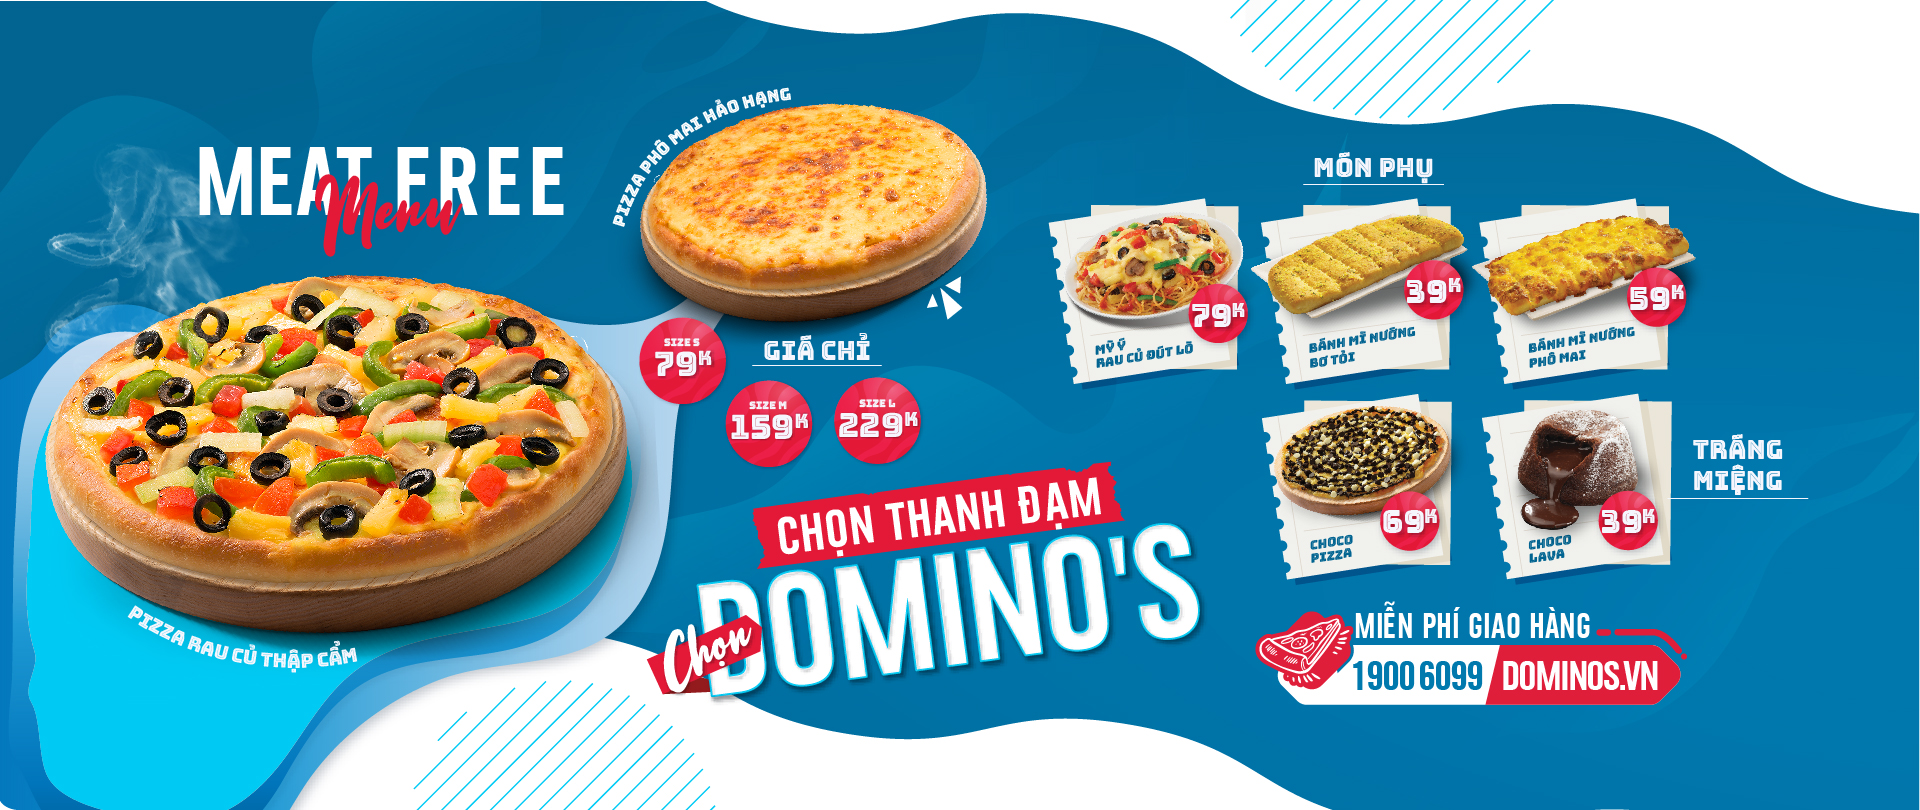 MEAT FREE
Menu
PIZZA RAU CỦ THẬP CẨM
PIZZA PHÔ MAI HẢO HẠNG
GIÁ CHỈ
SIZE S
79K
SIZE M
159K
SIZE L
229K
CHỌN THANH ĐẠM
Chọn DOMINO'S
MÓN PHỤ
79K
MỲ Ý
RAU CỦ ĐÚT LÒ
39K
BÁNH MÌ NƯỚNG
BƠ TỎI
59K
BÁNH MÌ NƯỚNG
PHÔ MAI
69K
CHOCO
PIZZA
39K
CHOCO
LAVA
TRÁNG
MIỆNG
MIỄN PHÍ GIAO HÀNG
1900 6099 DOMINOS.VN